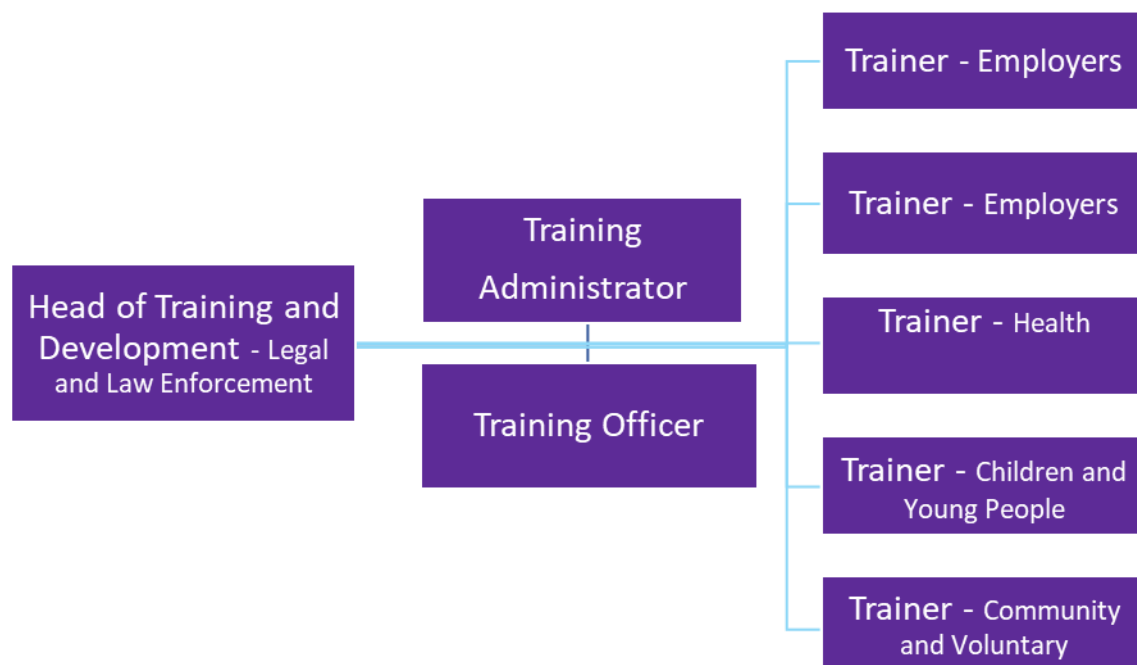 Head of Training and
Development - Legal
and Law Enforcement
Training
Administrator
Training Officer
Trainer - Employers
Trainer - Employers
Trainer - Health
Trainer - Children and
Young People
Trainer - Community
and Voluntary